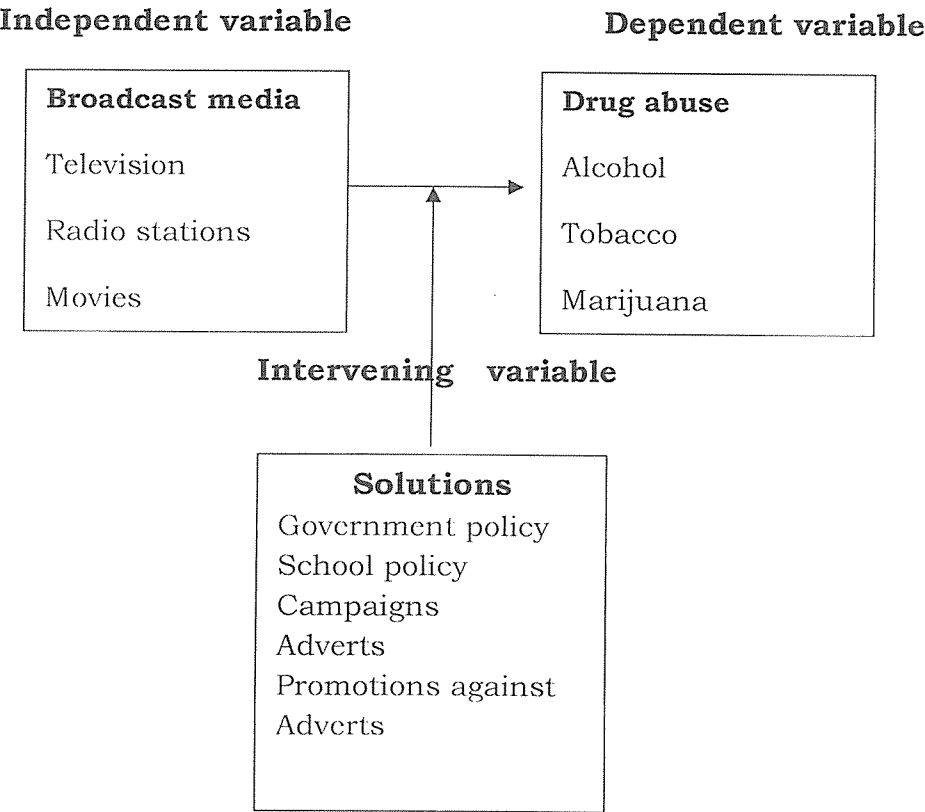 Independent variable
Dependent variable
Broadcast media
Television
Radio stations
Movies
Drug abuse
Alcohol
Tobacco
Marijuana
Intervening variable
Solutions
Government policy
School policy
Campaigns
Adverts
Promotions against
Adverts